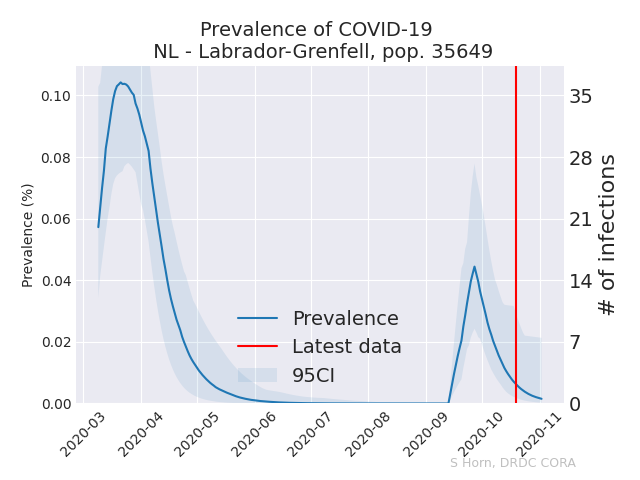 Prevalence of COVID-19
NL - Labrador-Grenfell, pop. 35649
0.10
0.08
0.06
0.04
0.02
0.00
Prevalence (%)
35
28
21
14
7
0
# of infections
Prevalence
Latest data
95CI
2020-03
2020-04
2020-05
2020-06
2020-07
2020-08
2020-09
2020-10
2020-11
S Horn, DRDC CORA